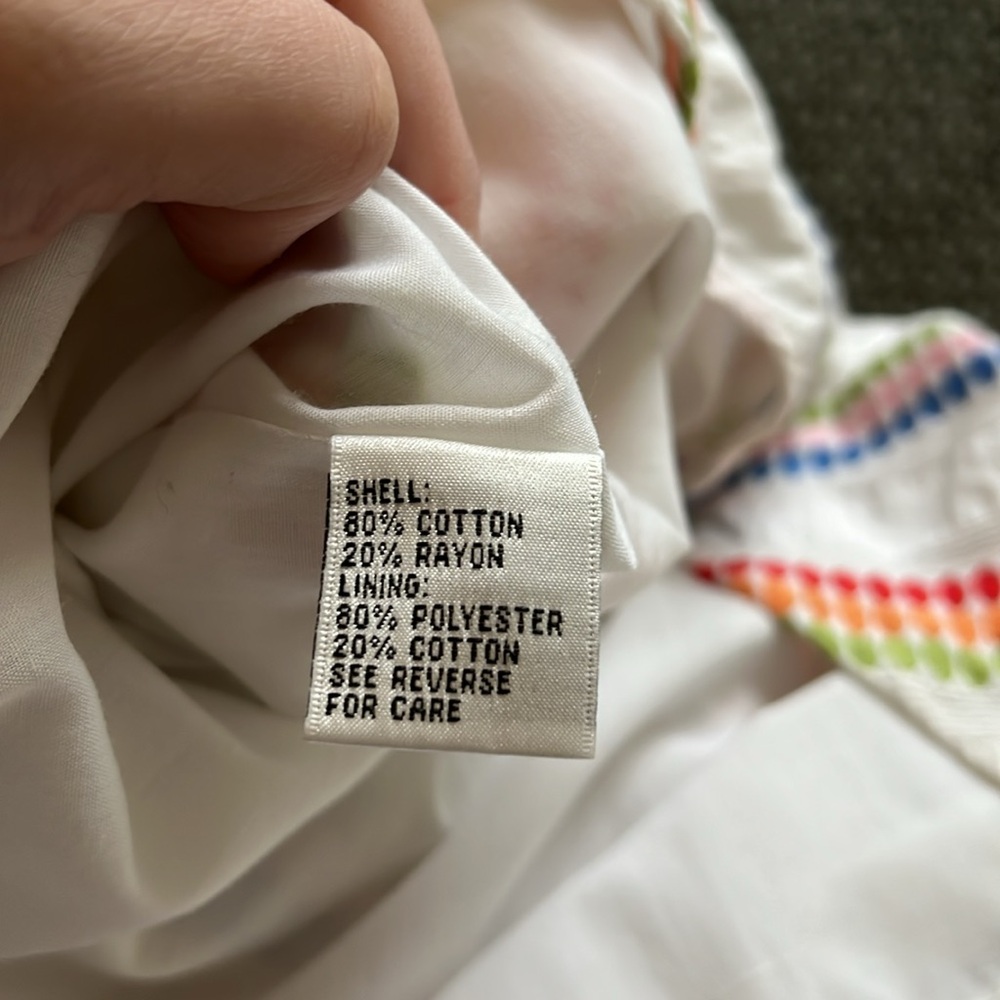 SHELL:
80% COTTON
20% RAYON
LINING:
80% POLYESTER
20% COTTON
SEE REVERSE
FOR CARE